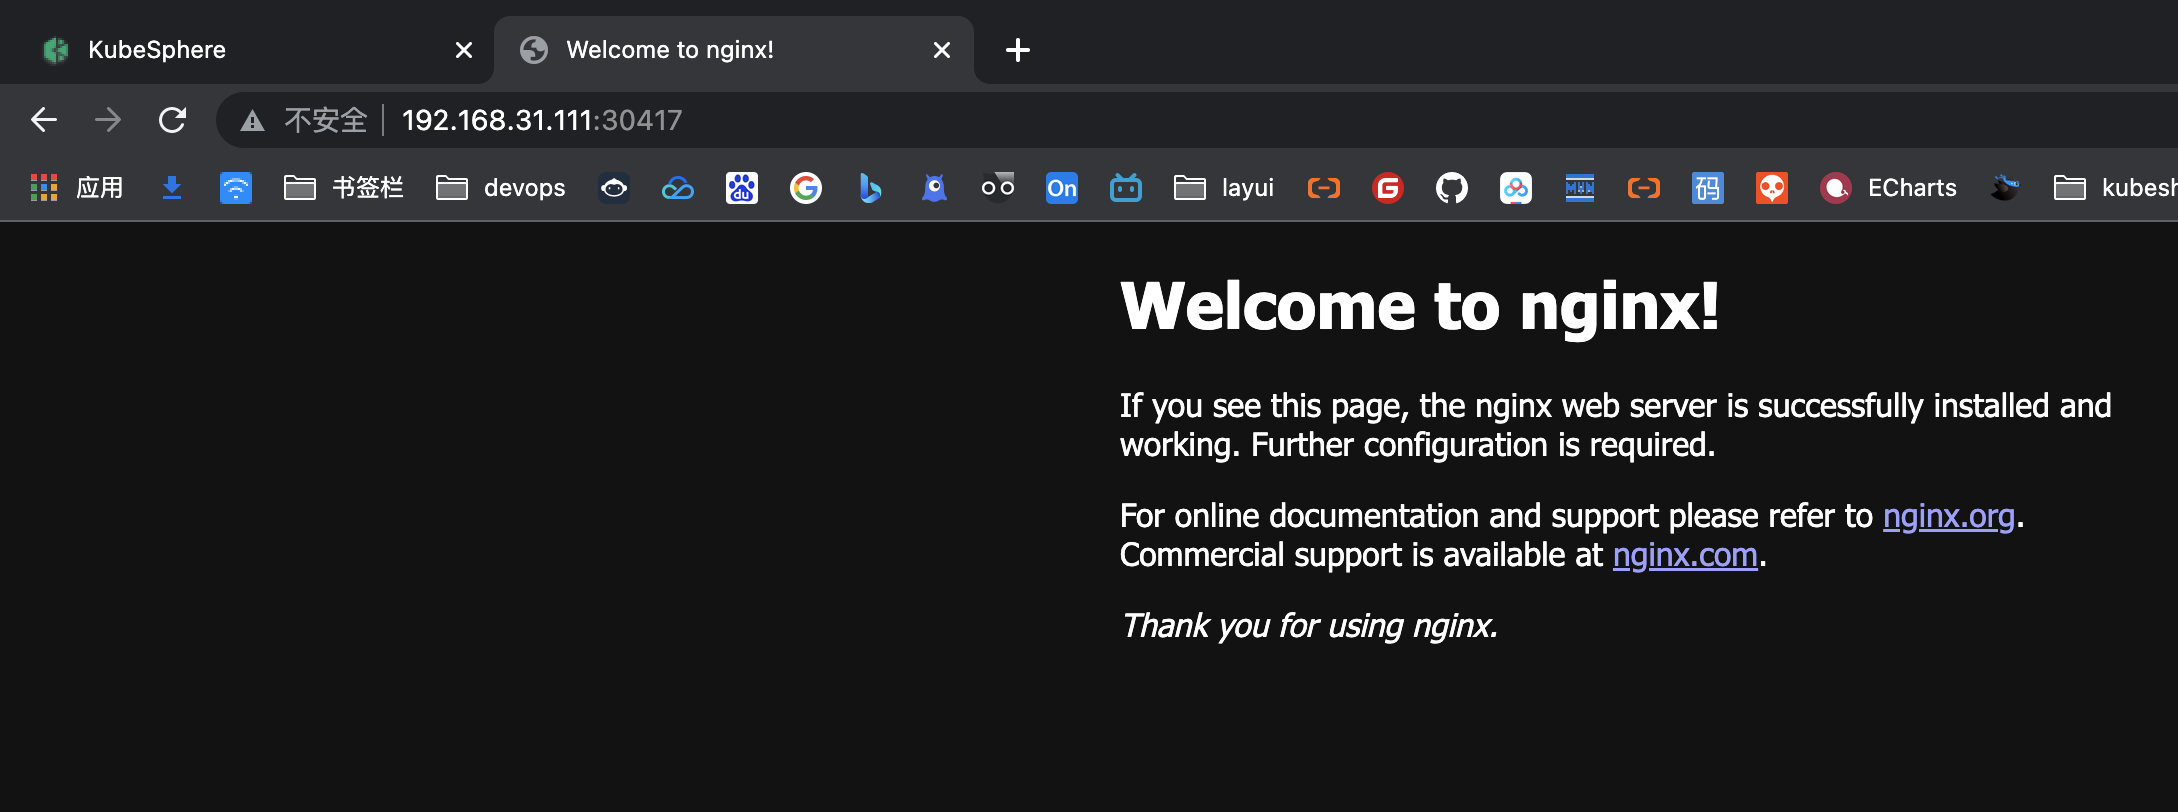 KubeSphere
Welcome to nginx!
不安全 192.168.31.111:30417
应用 书签栏 devops du On layui 码 ECharts kubesh
Welcome to nginx!
If you see this page, the nginx web server is successfully installed and
working. Further configuration is required.
For online documentation and support please refer to nginx.org.
Commercial support is available at nginx.com.
Thank you for using nginx.